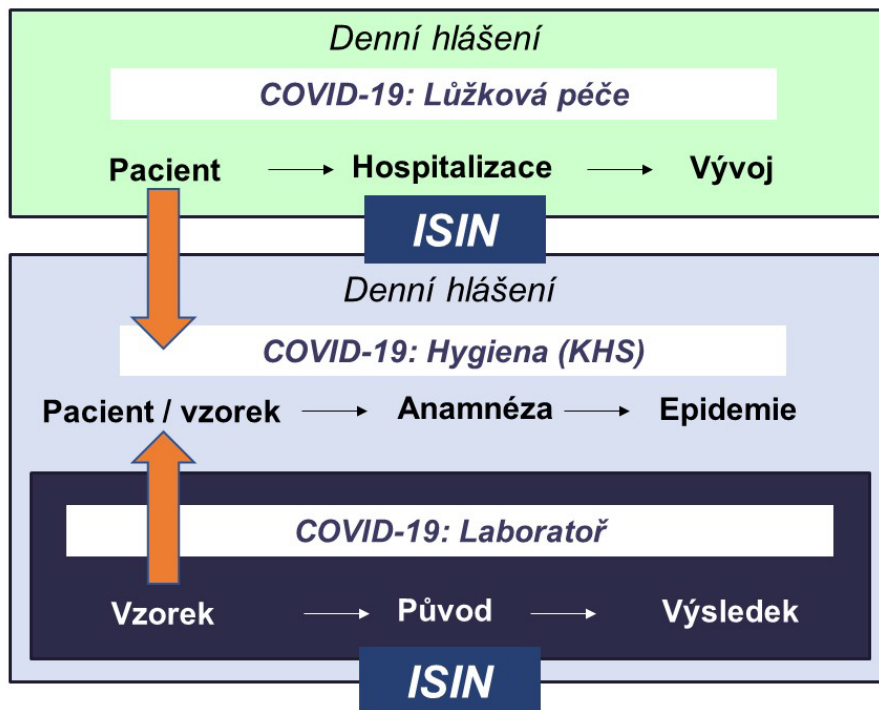 Denní hlášení
COVID-19: Lůžková péče
Pacient Hospitalizace Vývoj
ISIN
Denní hlášení
COVID-19: Hygiena (KHS)
Pacient / vzorek Anamnéza Epidemie
COVID-19: Laboratoř
Vzorek Původ Výsledek
ISIN